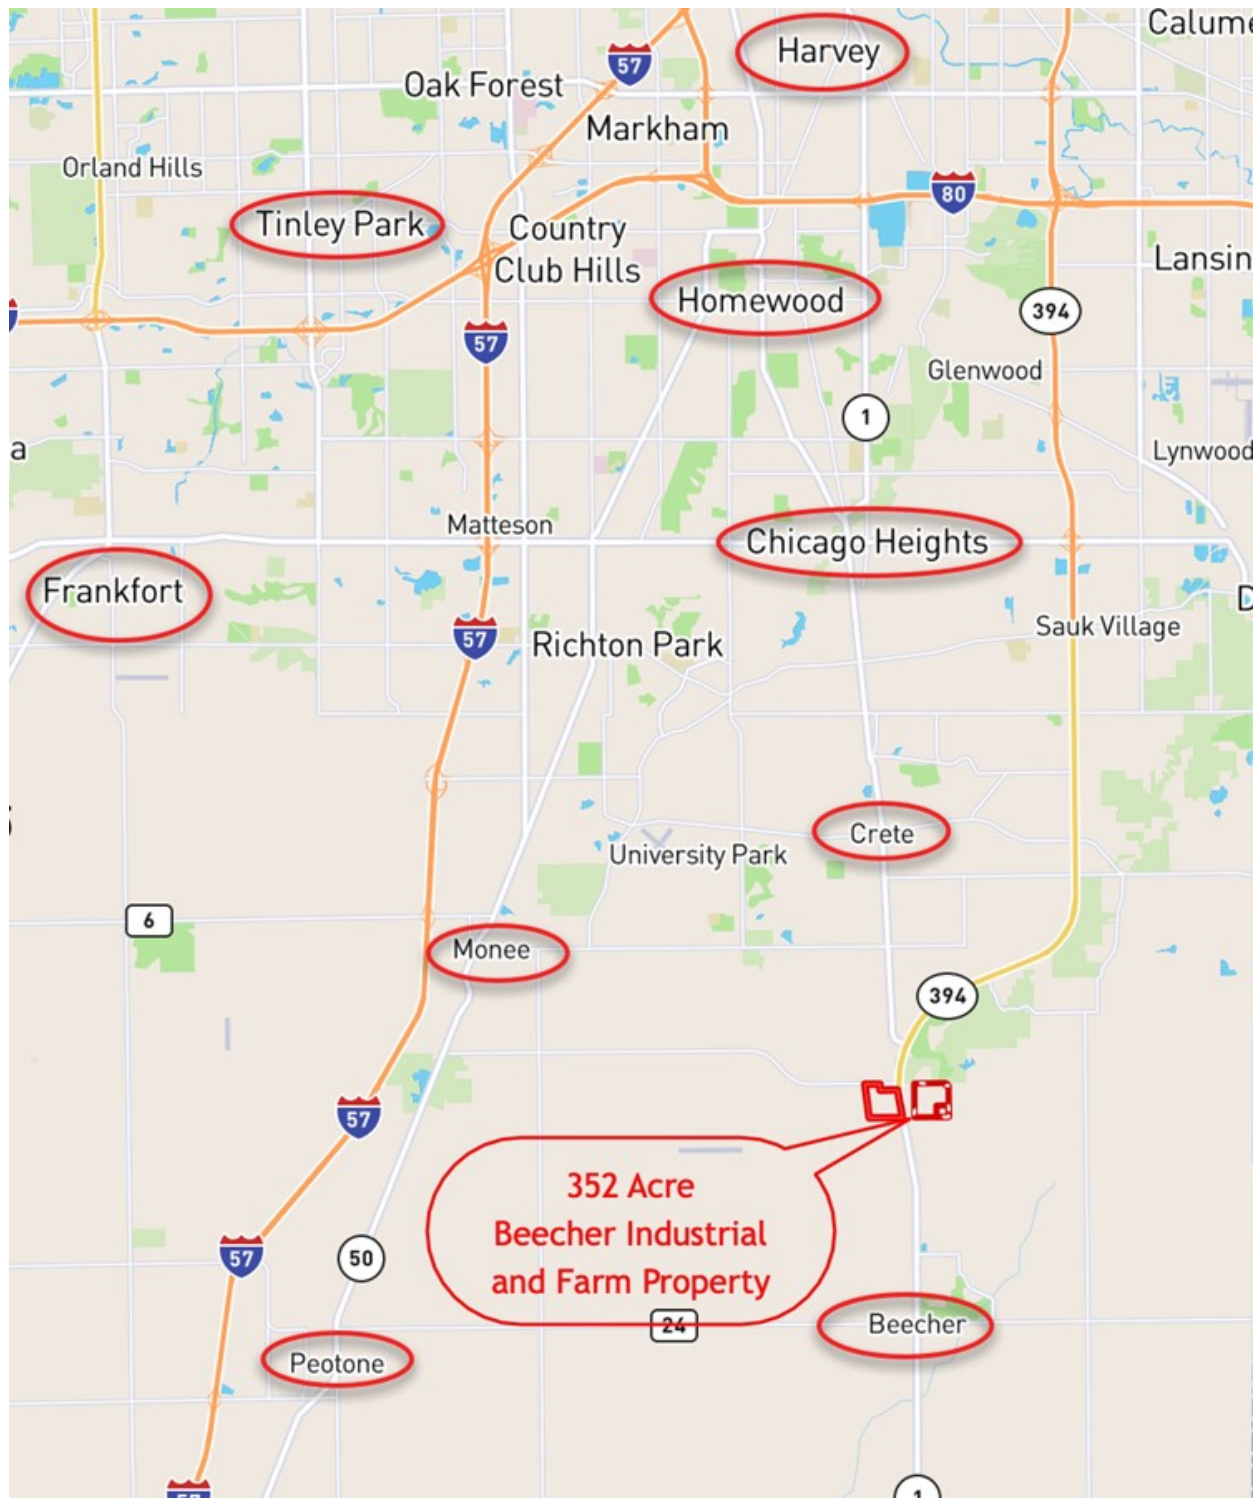 Calume
Harvey
57
Oak Forest
Markham
Orland Hills
80
Tinley Park
Country
Club Hills
Lansin
Homewood
394
57
Glenwood
1
a
Lynwood
Matteson
Chicago Heights
Frankfort
D
57
Richton Park
Sauk Village
Crete
University Park
6
Monee
394
57
352 Acre
Beecher Industrial
and Farm Property
57
50
24
Beecher
Peotone
57
1